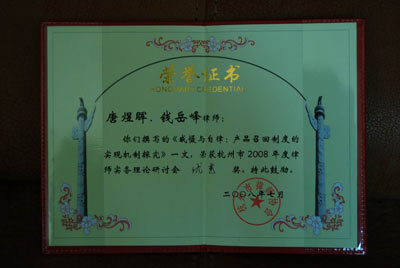 荣誉证书
HONORARY CREDENTIAL
唐煜晖、钱岳峰律师：
你们撰写的《威慑与自律：产品召回制度的
实现机制探究》一文，荣获杭州市2008年度律
师实务理论研讨会 优秀 奖。特此鼓励。
二〇〇八年七月